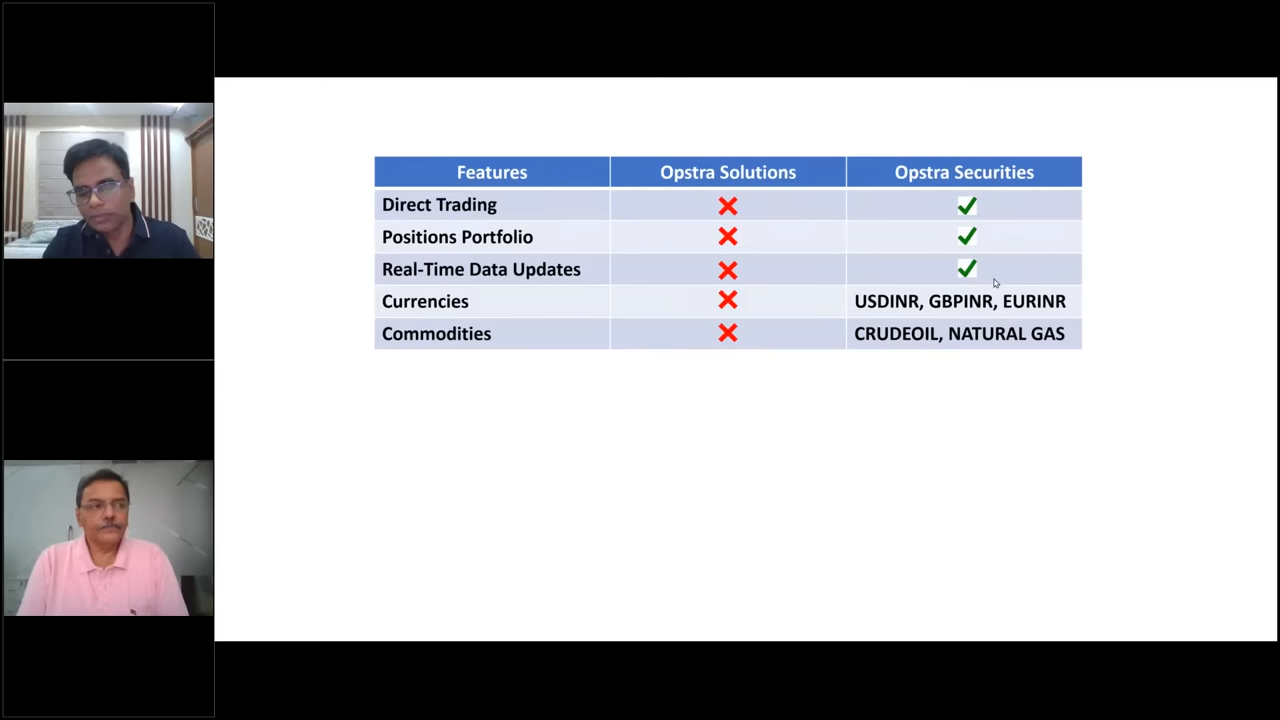 Features Opstra Solutions Opstra Securities
Direct Trading
Positions Portfolio
Real-Time Data Updates
Currencies USDINR, GBPINR, EURINR
Commodities CRUDEOIL, NATURAL GAS